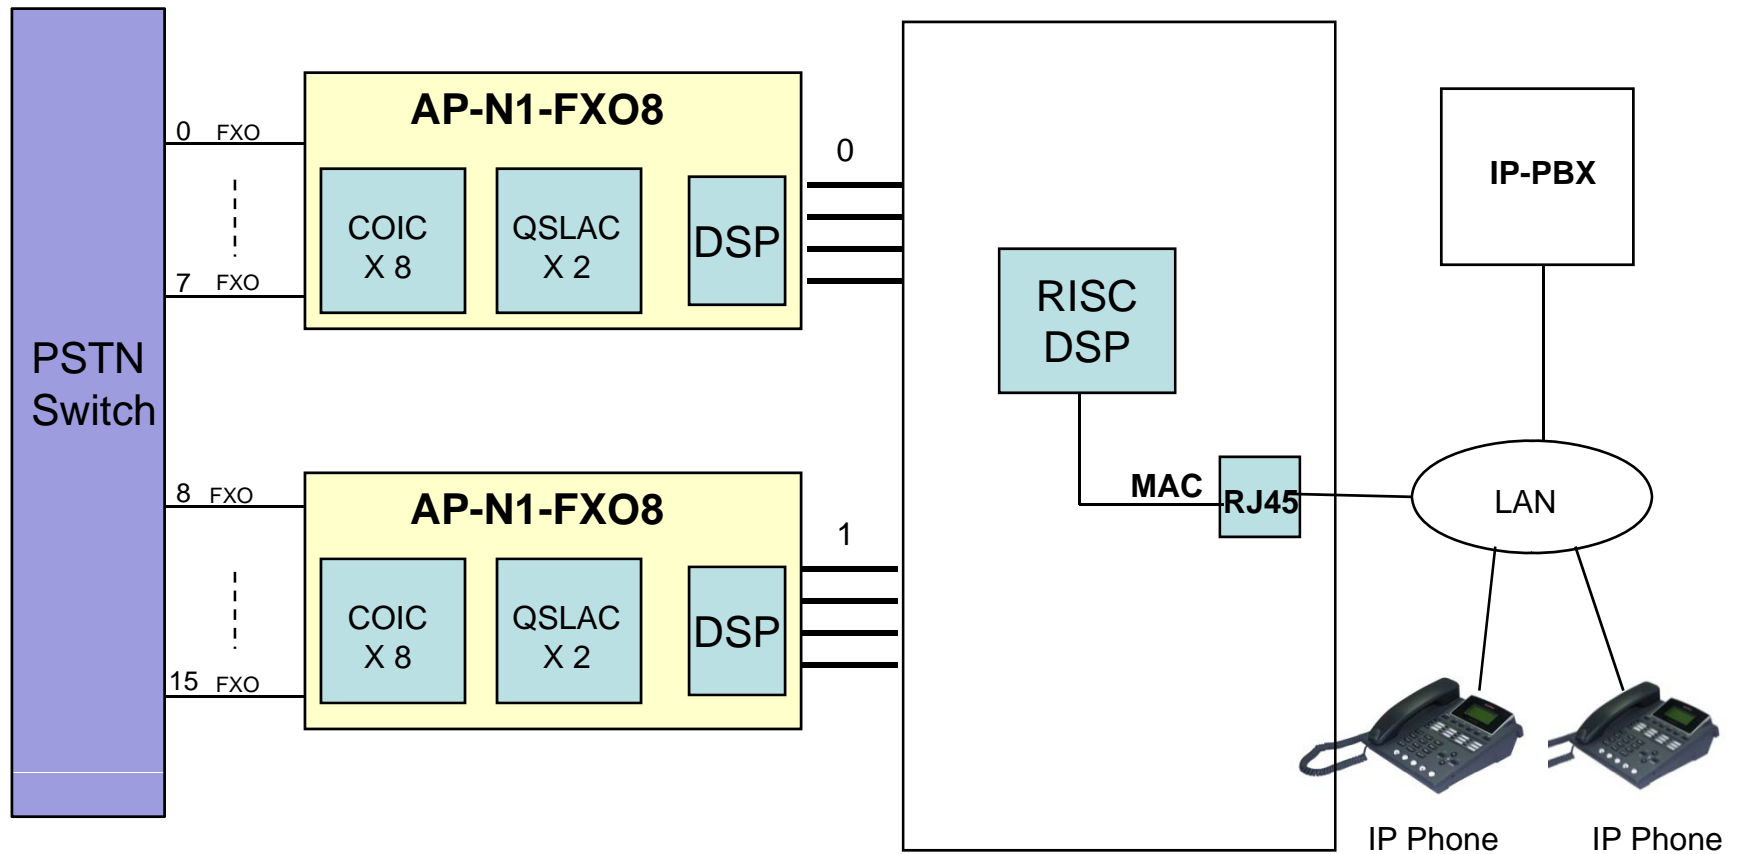 PSTN
Switch
0 FXO
7 FXO
8 FXO
15 FXO
AP-N1-FXO8
COIC
X 8
QSLAC
X 2
DSP
0
AP-N1-FXO8
COIC
X 8
QSLAC
X 2
DSP
1
RISC
DSP
MAC
RJ45
IP-PBX
LAN
IP Phone
IP Phone